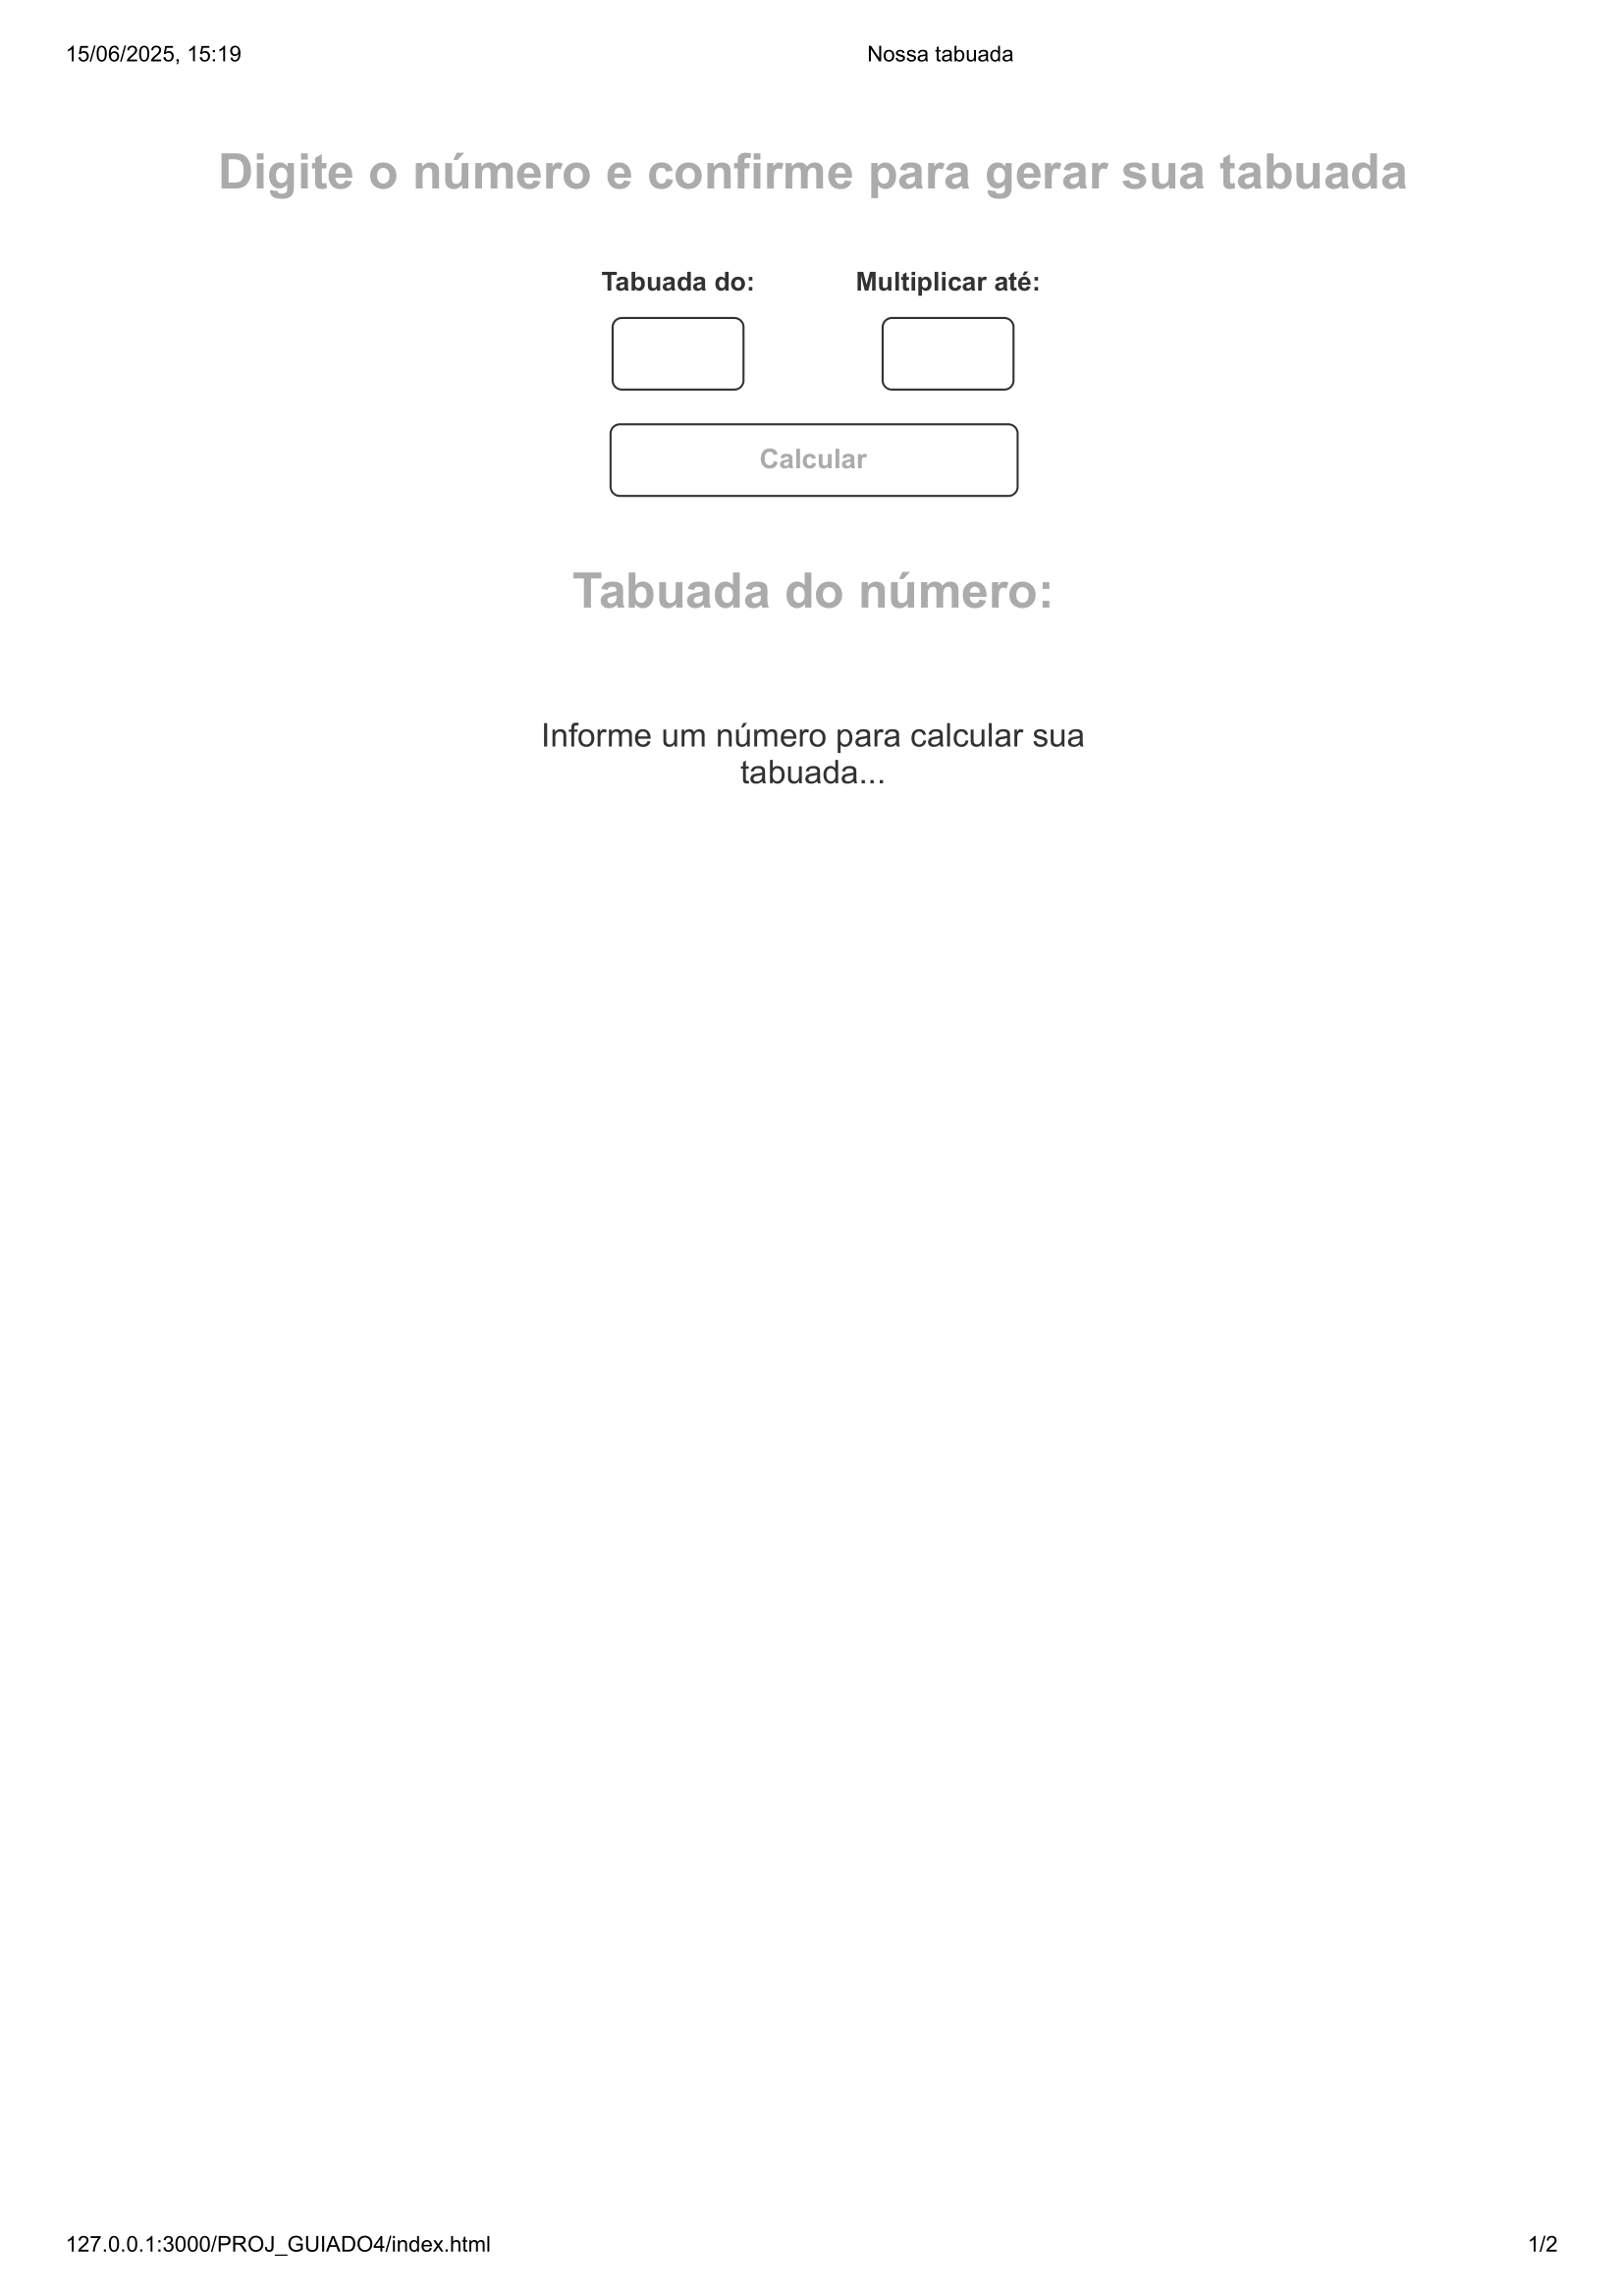 15/06/2025, 15:19 Nossa tabuada
Digite o número e confirme para gerar sua tabuada
Tabuada do: Multiplicar até:
Calcular
Tabuada do número:
Informe um número para calcular sua
tabuada...
127.0.0.1:3000/PROJ_GUIADO4/index.html 1/2